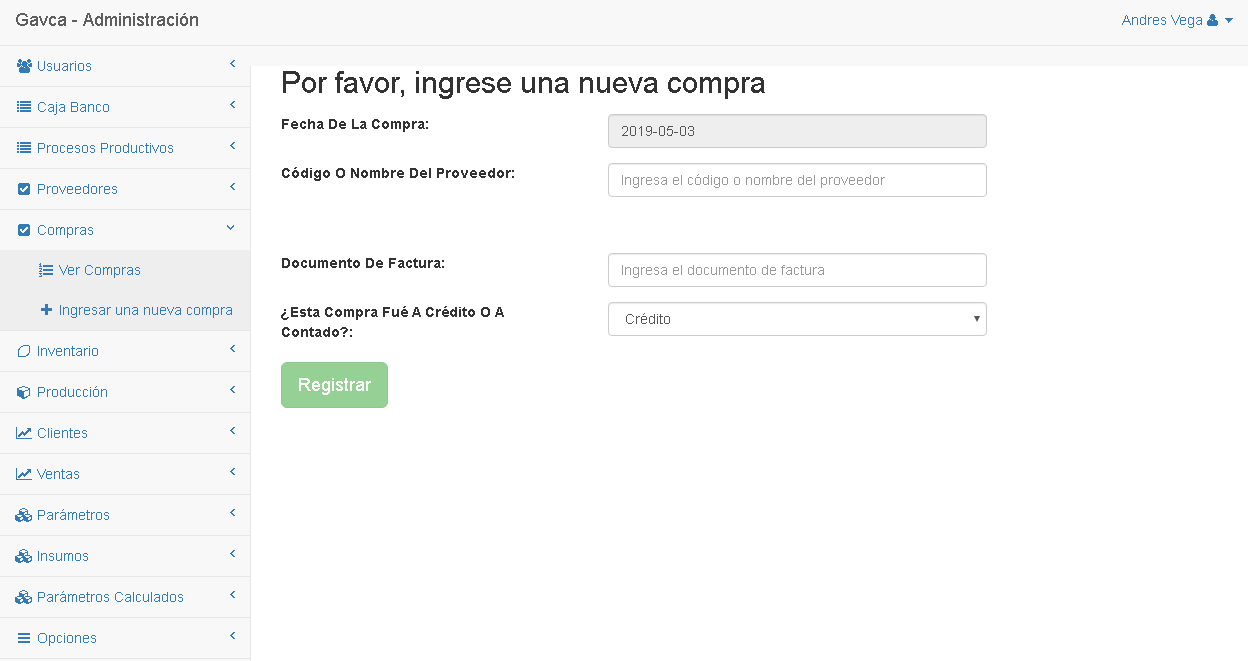 Gavca - Administración
Andres Vega
Usuarios
Caja Banco
Procesos Productivos
Proveedores
Compras
Ver Compras
Ingresar una nueva compra
Inventario
Producción
Clientes
Ventas
Parámetros
Insumos
Parámetros Calculados
Opciones
Por favor, ingrese una nueva compra
Fecha De La Compra:
2019-05-03
Código O Nombre Del Proveedor:
Ingresa el código o nombre del proveedor
Documento De Factura:
Ingresa el documento de factura
¿Esta Compra Fué A Crédito O A
Contado?:
Crédito
Registrar